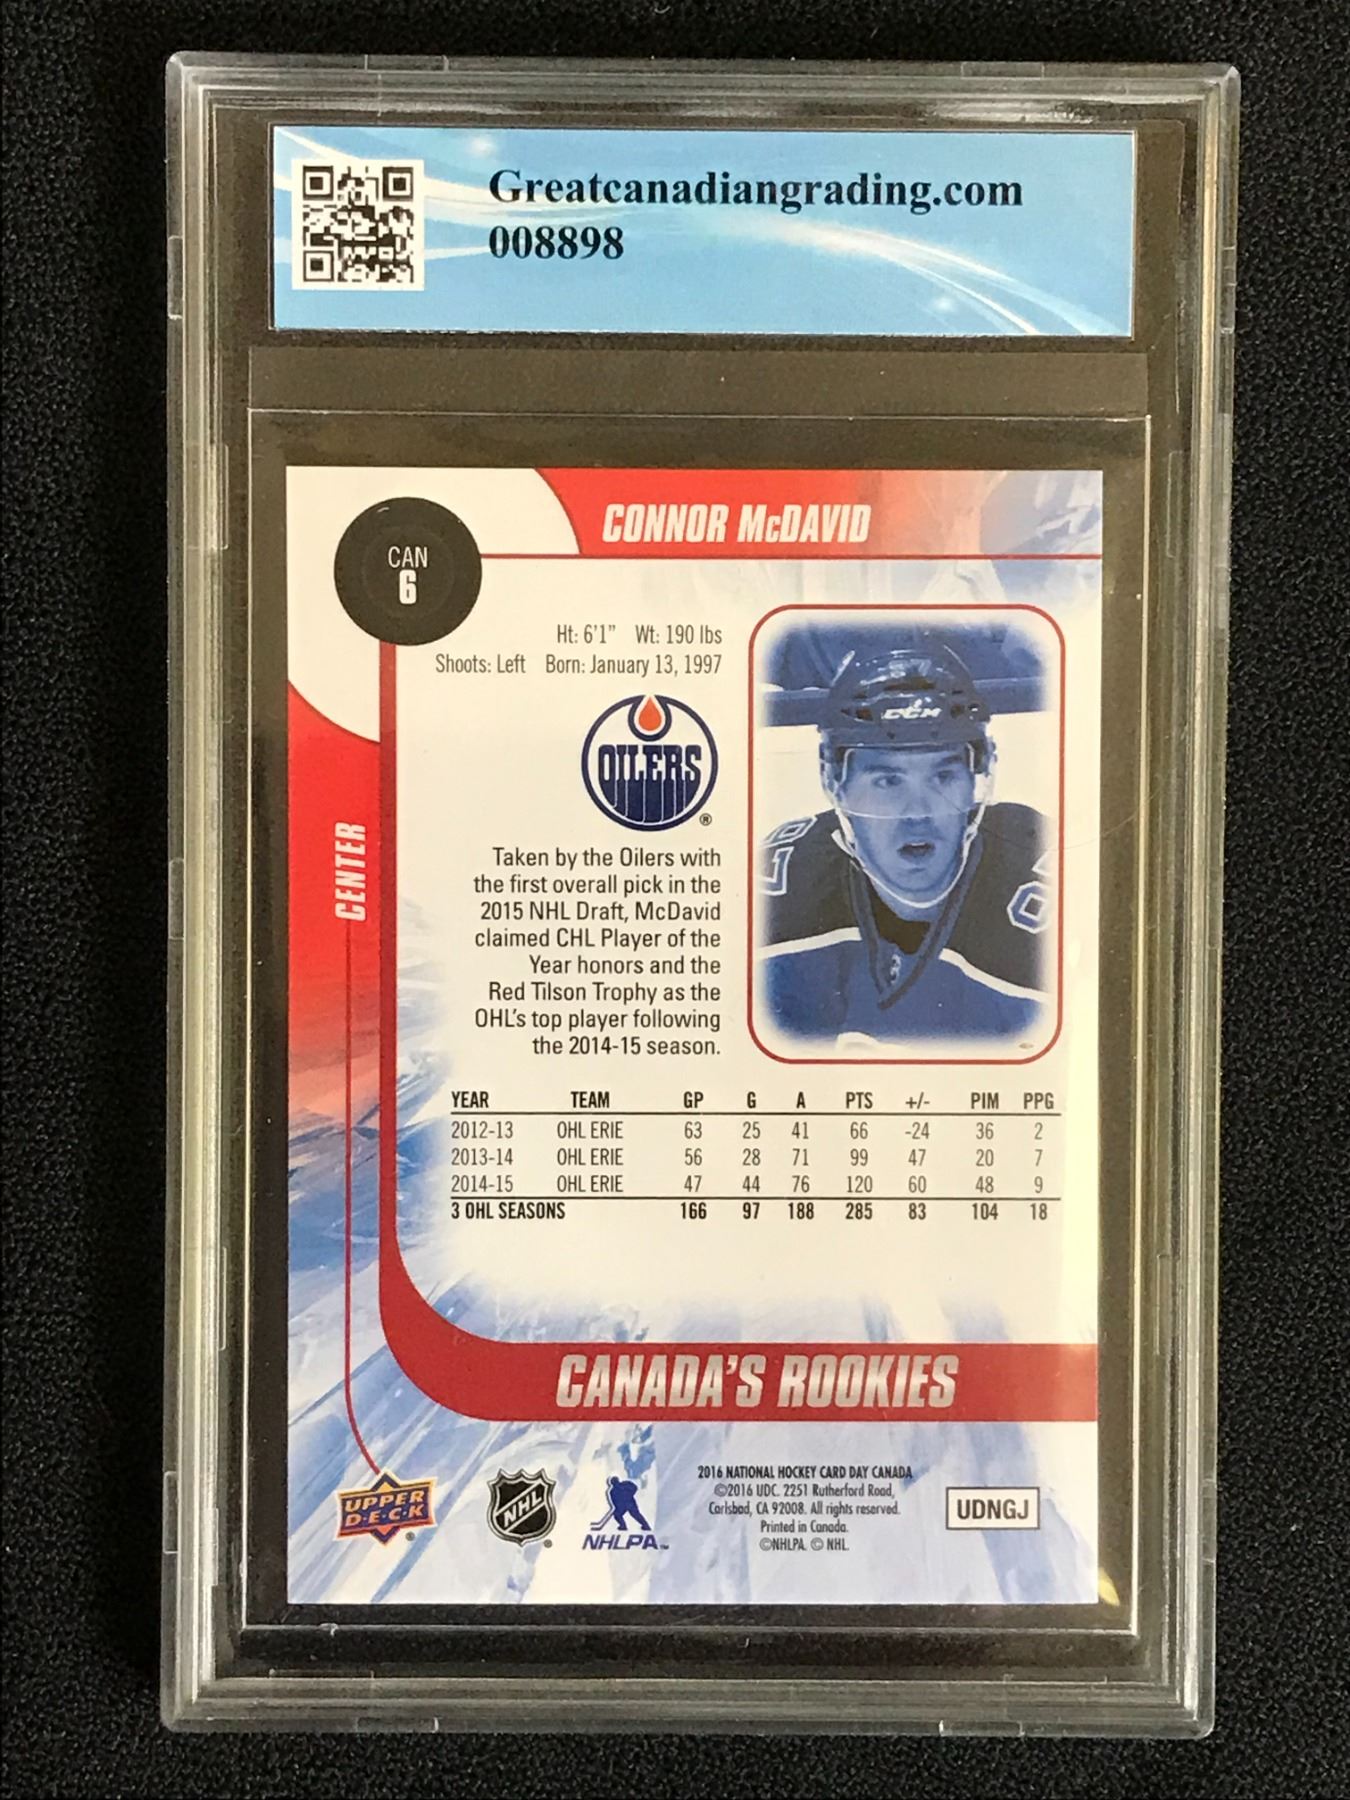 Greatcanadiangrading.com
008898
CAN
6
CONNOR McDAVID
Ht: 6'1" Wt: 190 lbs
Shoots: Left Born: January 13, 1997
CCM
OILERS
®
CENTER
Taken by the Oilers with
the first overall pick in the
2015 NHL Draft, McDavid
claimed CHL Player of the
Year honors and the
Red Tilson Trophy as the
OHL's top player following
the 2014-15 season.
YEAR TEAM GP G A PTS +/- PIM PPG
2012-13 OHL ERIE 63 25 41 66 -24 36 2
2013-14 OHL ERIE 56 28 71 99 47 20 7
2014-15 OHL ERIE 47 44 76 120 60 48 9
3 OHL SEASONS 166 97 188 285 83 104 18
CANADA'S ROOKIES
UPPER
D·E·C·K
®
NHL
®
NHLPA™
2016 NATIONAL HOCKEY CARD DAY CANADA
©2016 UDC. 2251 Rutherford Road,
Carlsbad, CA 92008. All rights reserved.
Printed in Canada.
©NHLPA. © NHL.
UDNGJ